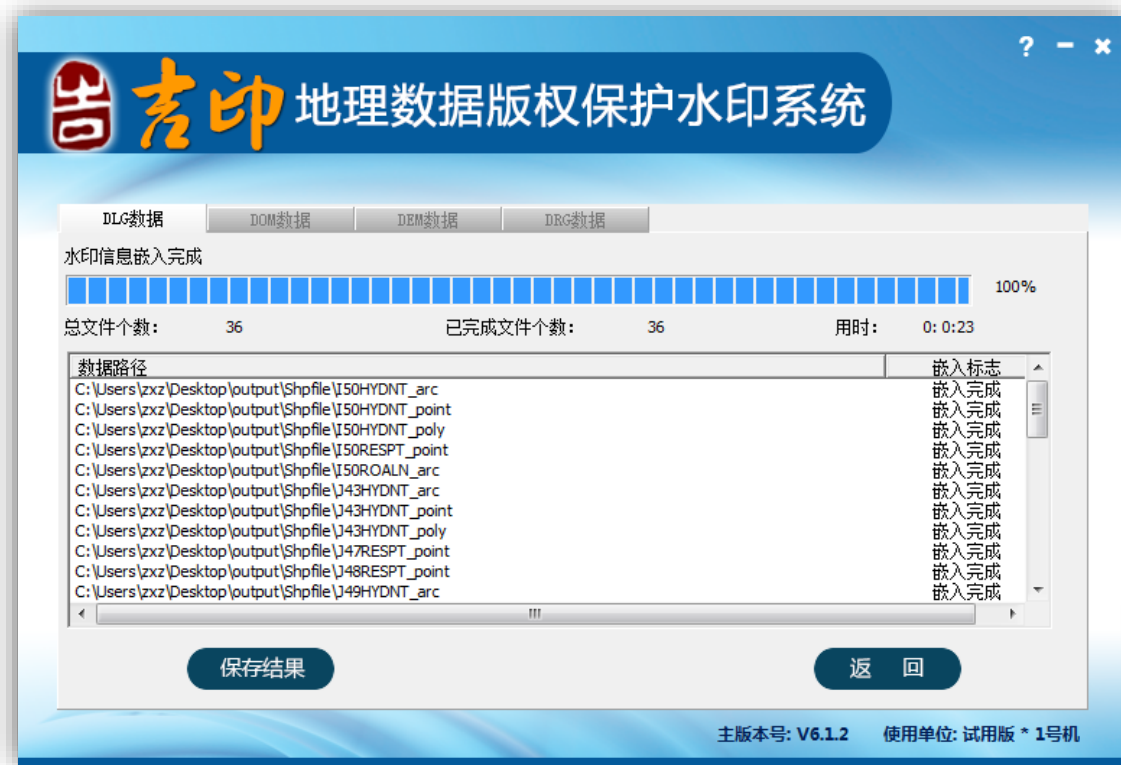 ? - ×
吉 吉印 地理数据版权保护水印系统
DLG数据 DOM数据 DEM数据 DRG数据
水印信息嵌入完成
100%
总文件个数: 36 已完成文件个数: 36 用时: 0: 0:23
数据路径 嵌入标志
C:\Users\zxz\Desktop\output\Shpfile\I50HYDNT_arc 嵌入完成
C:\Users\zxz\Desktop\output\Shpfile\I50HYDNT_point 嵌入完成
C:\Users\zxz\Desktop\output\Shpfile\I50HYDNT_poly 嵌入完成
C:\Users\zxz\Desktop\output\Shpfile\I50RESPT_point 嵌入完成
C:\Users\zxz\Desktop\output\Shpfile\I50ROALN_arc 嵌入完成
C:\Users\zxz\Desktop\output\Shpfile\J43HYDNT_arc 嵌入完成
C:\Users\zxz\Desktop\output\Shpfile\J43HYDNT_point 嵌入完成
C:\Users\zxz\Desktop\output\Shpfile\J43HYDNT_poly 嵌入完成
C:\Users\zxz\Desktop\output\Shpfile\J47RESPT_point 嵌入完成
C:\Users\zxz\Desktop\output\Shpfile\J48RESPT_point 嵌入完成
C:\Users\zxz\Desktop\output\Shpfile\J49HYDNT_arc 嵌入完成
保存结果 返 回
主版本号: V6.1.2 使用单位: 试用版 * 1号机